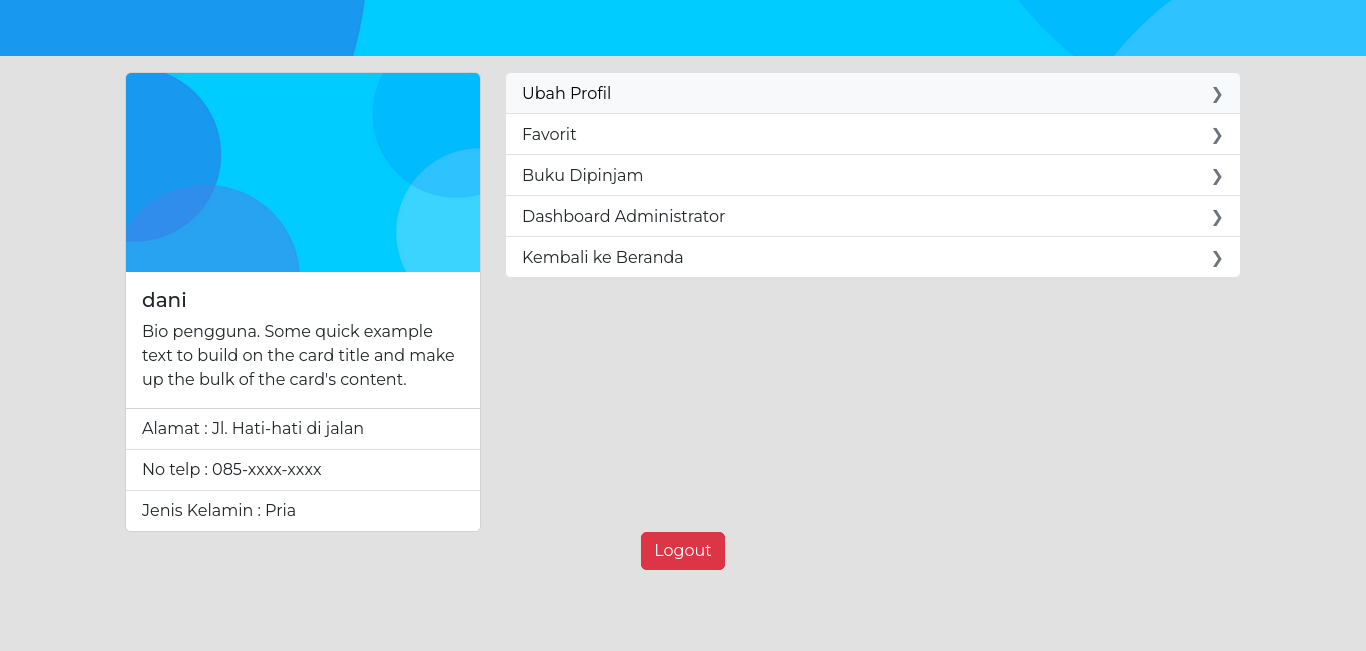 dani
Bio pengguna. Some quick example
text to build on the card title and make
up the bulk of the card's content.
Alamat : Jl. Hati-hati di jalan
No telp : 085-xxxx-xxxx
Jenis Kelamin : Pria
Ubah Profil ❯
Favorit ❯
Buku Dipinjam ❯
Dashboard Administrator ❯
Kembali ke Beranda ❯
Logout